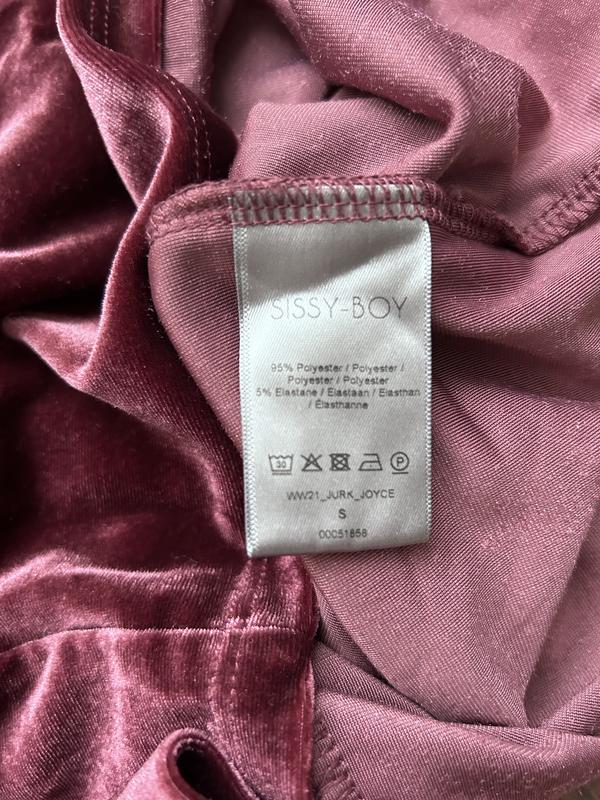 SISSY-BOY
95% Polyester / Polyester /
Polyester / Polyester
5% Elastane / Elastaan / Elasthan
/ Élasthanne
30
P
WW21_JURK_JOYCE
S
00051858